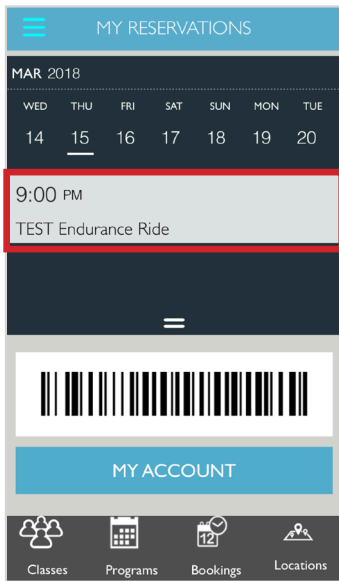 MY RESERVATIONS
MAR 2018
WED THU FRI SAT SUN MON TUE
14 15 16 17 18 19 20
9:00 PM
TEST Endurance Ride
MY ACCOUNT
12
Classes Programs Bookings Locations